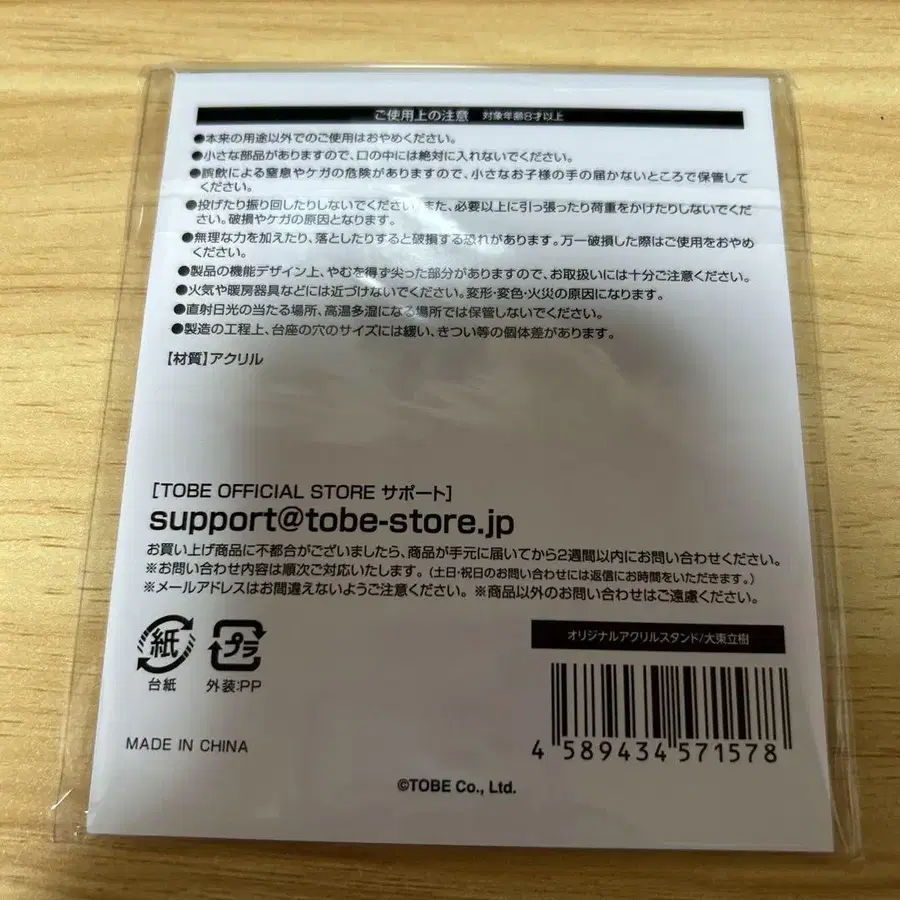 ご使用上の注意 対象年齢8才以上
●本来の用途以外でのご使用はおやめください。
●小さな部品がありますので、口の中には絶対に入れないでください。
●誤飲による窒息やケガの危険がありますので、小さなお子様の手の届かないところで保管して
ください。
●投げたり振り回したりしないでください。また、必要以上に引っ張ったり荷重をかけたりしないでくだ
さい。破損やケガの原因となります。
●無理な力を加えたり、落としたりすると破損する恐れがあります。万一破損した際はご使用をおやめ
ください。
●製品の機能デザイン上、やむを得ず尖った部分がありますので、お取扱いには十分ご注意ください。
●火気や暖房器具などには近づけないでください。変形・変色・火災の原因になります。
●直射日光の当たる場所、高温多湿になる場所では保管しないでください。
●製造の工程上、台座の穴のサイズには緩い、きつい等の個体差があります。
【材質】アクリル
[TOBE OFFICIAL STORE サポート]
support@tobe-store.jp
お買い上げ商品に不都合がございましたら、商品が手元に届いてから2週間以内にお問い合わせください。
※お問い合わせ内容は順次ご対応いたします。(土日・祝日のお問い合わせには返信にお時間をいただきます。)
※メールアドレスはお間違えないようご注意ください。※商品以外のお問い合わせはご遠慮ください。
紙
台紙
プラ
外装:PP
オリジナルアクリルスタンド/大東立樹
4 589434 571578
MADE IN CHINA
©TOBE Co., Ltd.